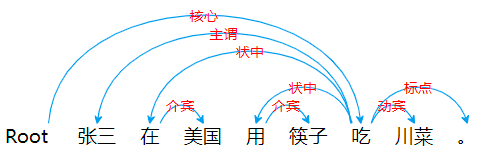 核心
主谓
状中
状中 标点
介宾 介宾 动宾
Root 张三 在 美国 用 筷子 吃 川菜 。